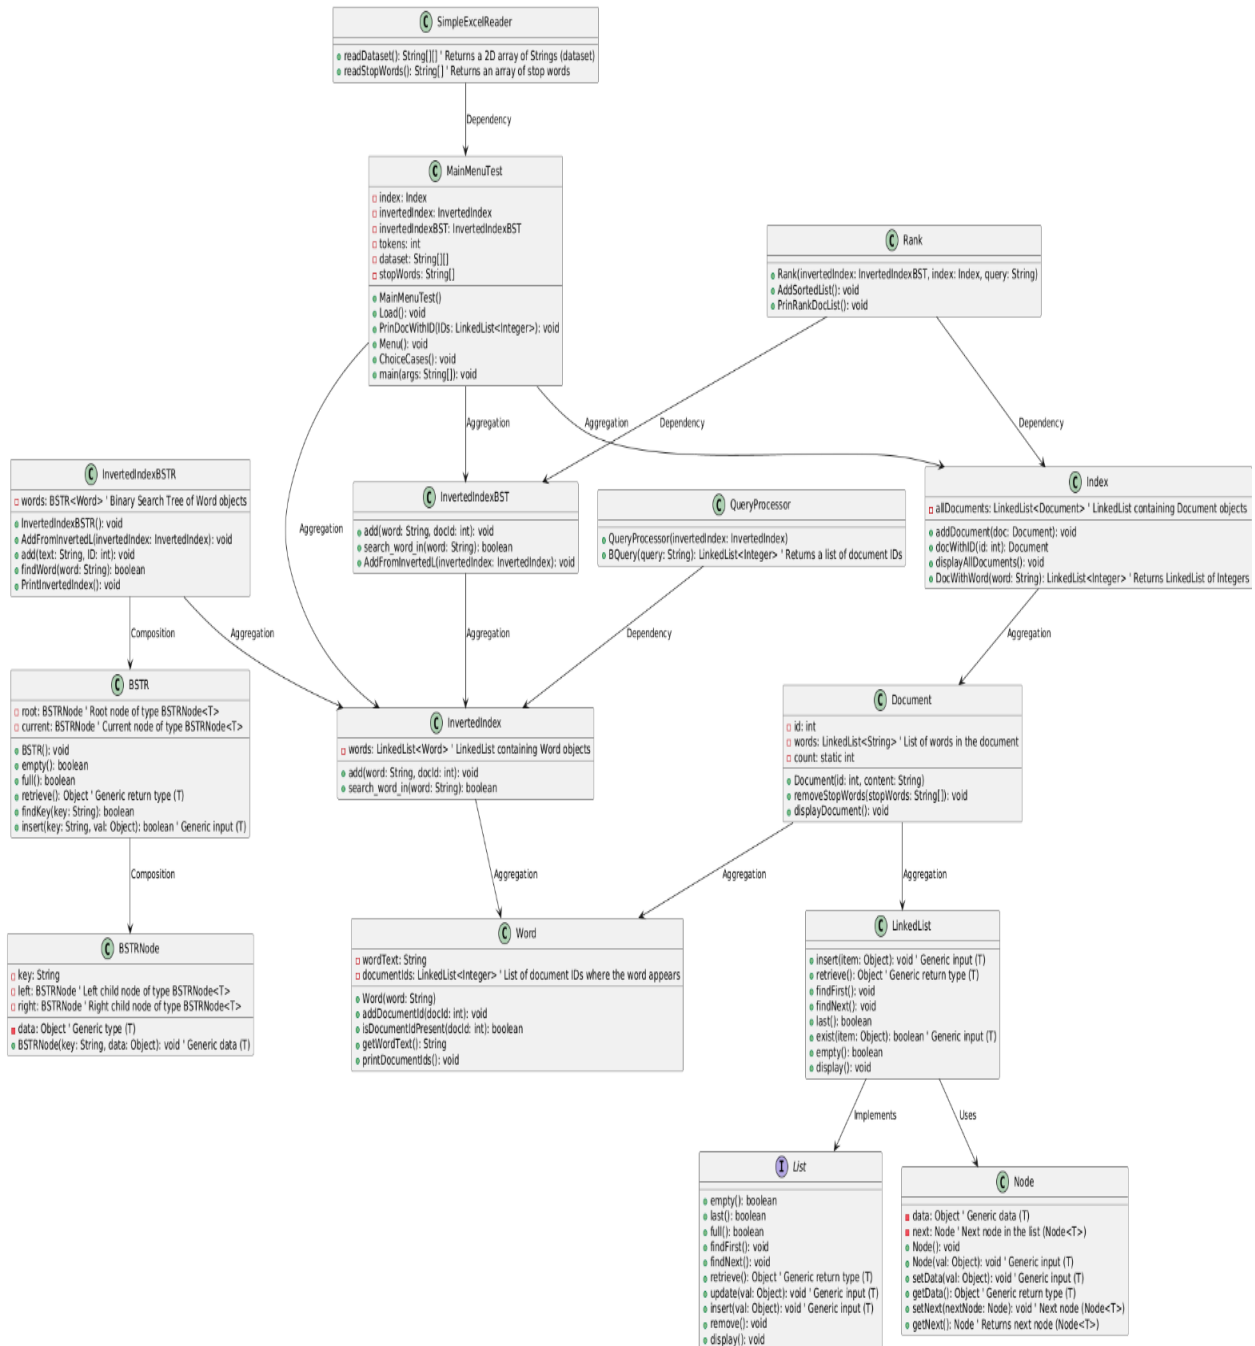 C SimpleExcelReader
readDataset(): String[][] ' Returns a 2D array of Strings (dataset)
readStopWords(): String[] ' Returns an array of stop words
Dependency
C MainMenuTest
index: Index
invertedIndex: InvertedIndex
invertedIndexBST: InvertedIndexBST
tokens: int
dataset: String[][]
stopWords: String[]
MainMenuTest()
Load(): void
PrinDocWithID(IDs: LinkedList<Integer>): void
Menu(): void
ChoiceCases(): void
main(args: String[]): void
C Rank
Rank(invertedIndex: InvertedIndexBST, index: Index, query: String)
AddSortedList(): void
PrinRankDocList(): void
Aggregation
Aggregation
Dependency
Dependency
C InvertedIndexBSTR
words: BSTR<Word> ' Binary Search Tree of Word objects
InvertedIndexBSTR(): void
AddFromInvertedL(invertedIndex: InvertedIndex): void
add(text: String, ID: int): void
findWord(word: String): boolean
PrintInvertedIndex(): void
Aggregation
C InvertedIndexBST
add(word: String, docId: int): void
search_word_in(word: String): boolean
AddFromInvertedL(invertedIndex: InvertedIndex): void
C QueryProcessor
QueryProcessor(invertedIndex: InvertedIndex)
BQuery(query: String): LinkedList<Integer> ' Returns a list of document IDs
C Index
allDocuments: LinkedList<Document> ' LinkedList containing Document objects
addDocument(doc: Document): void
docWithID(id: int): Document
displayAllDocuments(): void
DocWithWord(word: String): LinkedList<Integer> ' Returns LinkedList of Integers
Composition
Aggregation
Aggregation
Dependency
Aggregation
C BSTR
root: BSTRNode ' Root node of type BSTRNode<T>
current: BSTRNode ' Current node of type BSTRNode<T>
BSTR(): void
empty(): boolean
full(): boolean
retrieve(): Object ' Generic return type (T)
findKey(key: String): boolean
insert(key: String, val: Object): boolean ' Generic input (T)
C InvertedIndex
words: LinkedList<Word> ' LinkedList containing Word objects
add(word: String, docId: int): void
search_word_in(word: String): boolean
C Document
id: int
words: LinkedList<String> ' List of words in the document
count: static int
Document(id: int, content: String)
removeStopWords(stopWords: String[]): void
displayDocument(): void
Composition
Aggregation
Aggregation
Aggregation
C BSTRNode
key: String
left: BSTRNode ' Left child node of type BSTRNode<T>
right: BSTRNode ' Right child node of type BSTRNode<T>
data: Object ' Generic type (T)
BSTRNode(key: String, data: Object): void ' Generic data (T)
C Word
wordText: String
documentIds: LinkedList<Integer> ' List of document IDs where the word appears
Word(word: String)
addDocumentId(docId: int): void
isDocumentIdPresent(docId: int): boolean
getWordText(): String
printDocumentIds(): void
C LinkedList
insert(item: Object): void ' Generic input (T)
retrieve(): Object ' Generic return type (T)
findFirst(): void
findNext(): void
last(): boolean
exist(item: Object): boolean ' Generic input (T)
empty(): boolean
display(): void
Implements
Uses
I List
empty(): boolean
last(): boolean
full(): boolean
findFirst(): void
findNext(): void
retrieve(): Object ' Generic return type (T)
update(val: Object): void ' Generic input (T)
insert(val: Object): void ' Generic input (T)
remove(): void
display(): void
C Node
data: Object ' Generic data (T)
next: Node ' Next node in the list (Node<T>)
Node(): void
Node(val: Object): void ' Generic input (T)
setData(val: Object): void ' Generic input (T)
getData(): Object ' Generic return type (T)
setNext(nextNode: Node): void ' Next node (Node<T>)
getNext(): Node ' Returns next node (Node<T>)